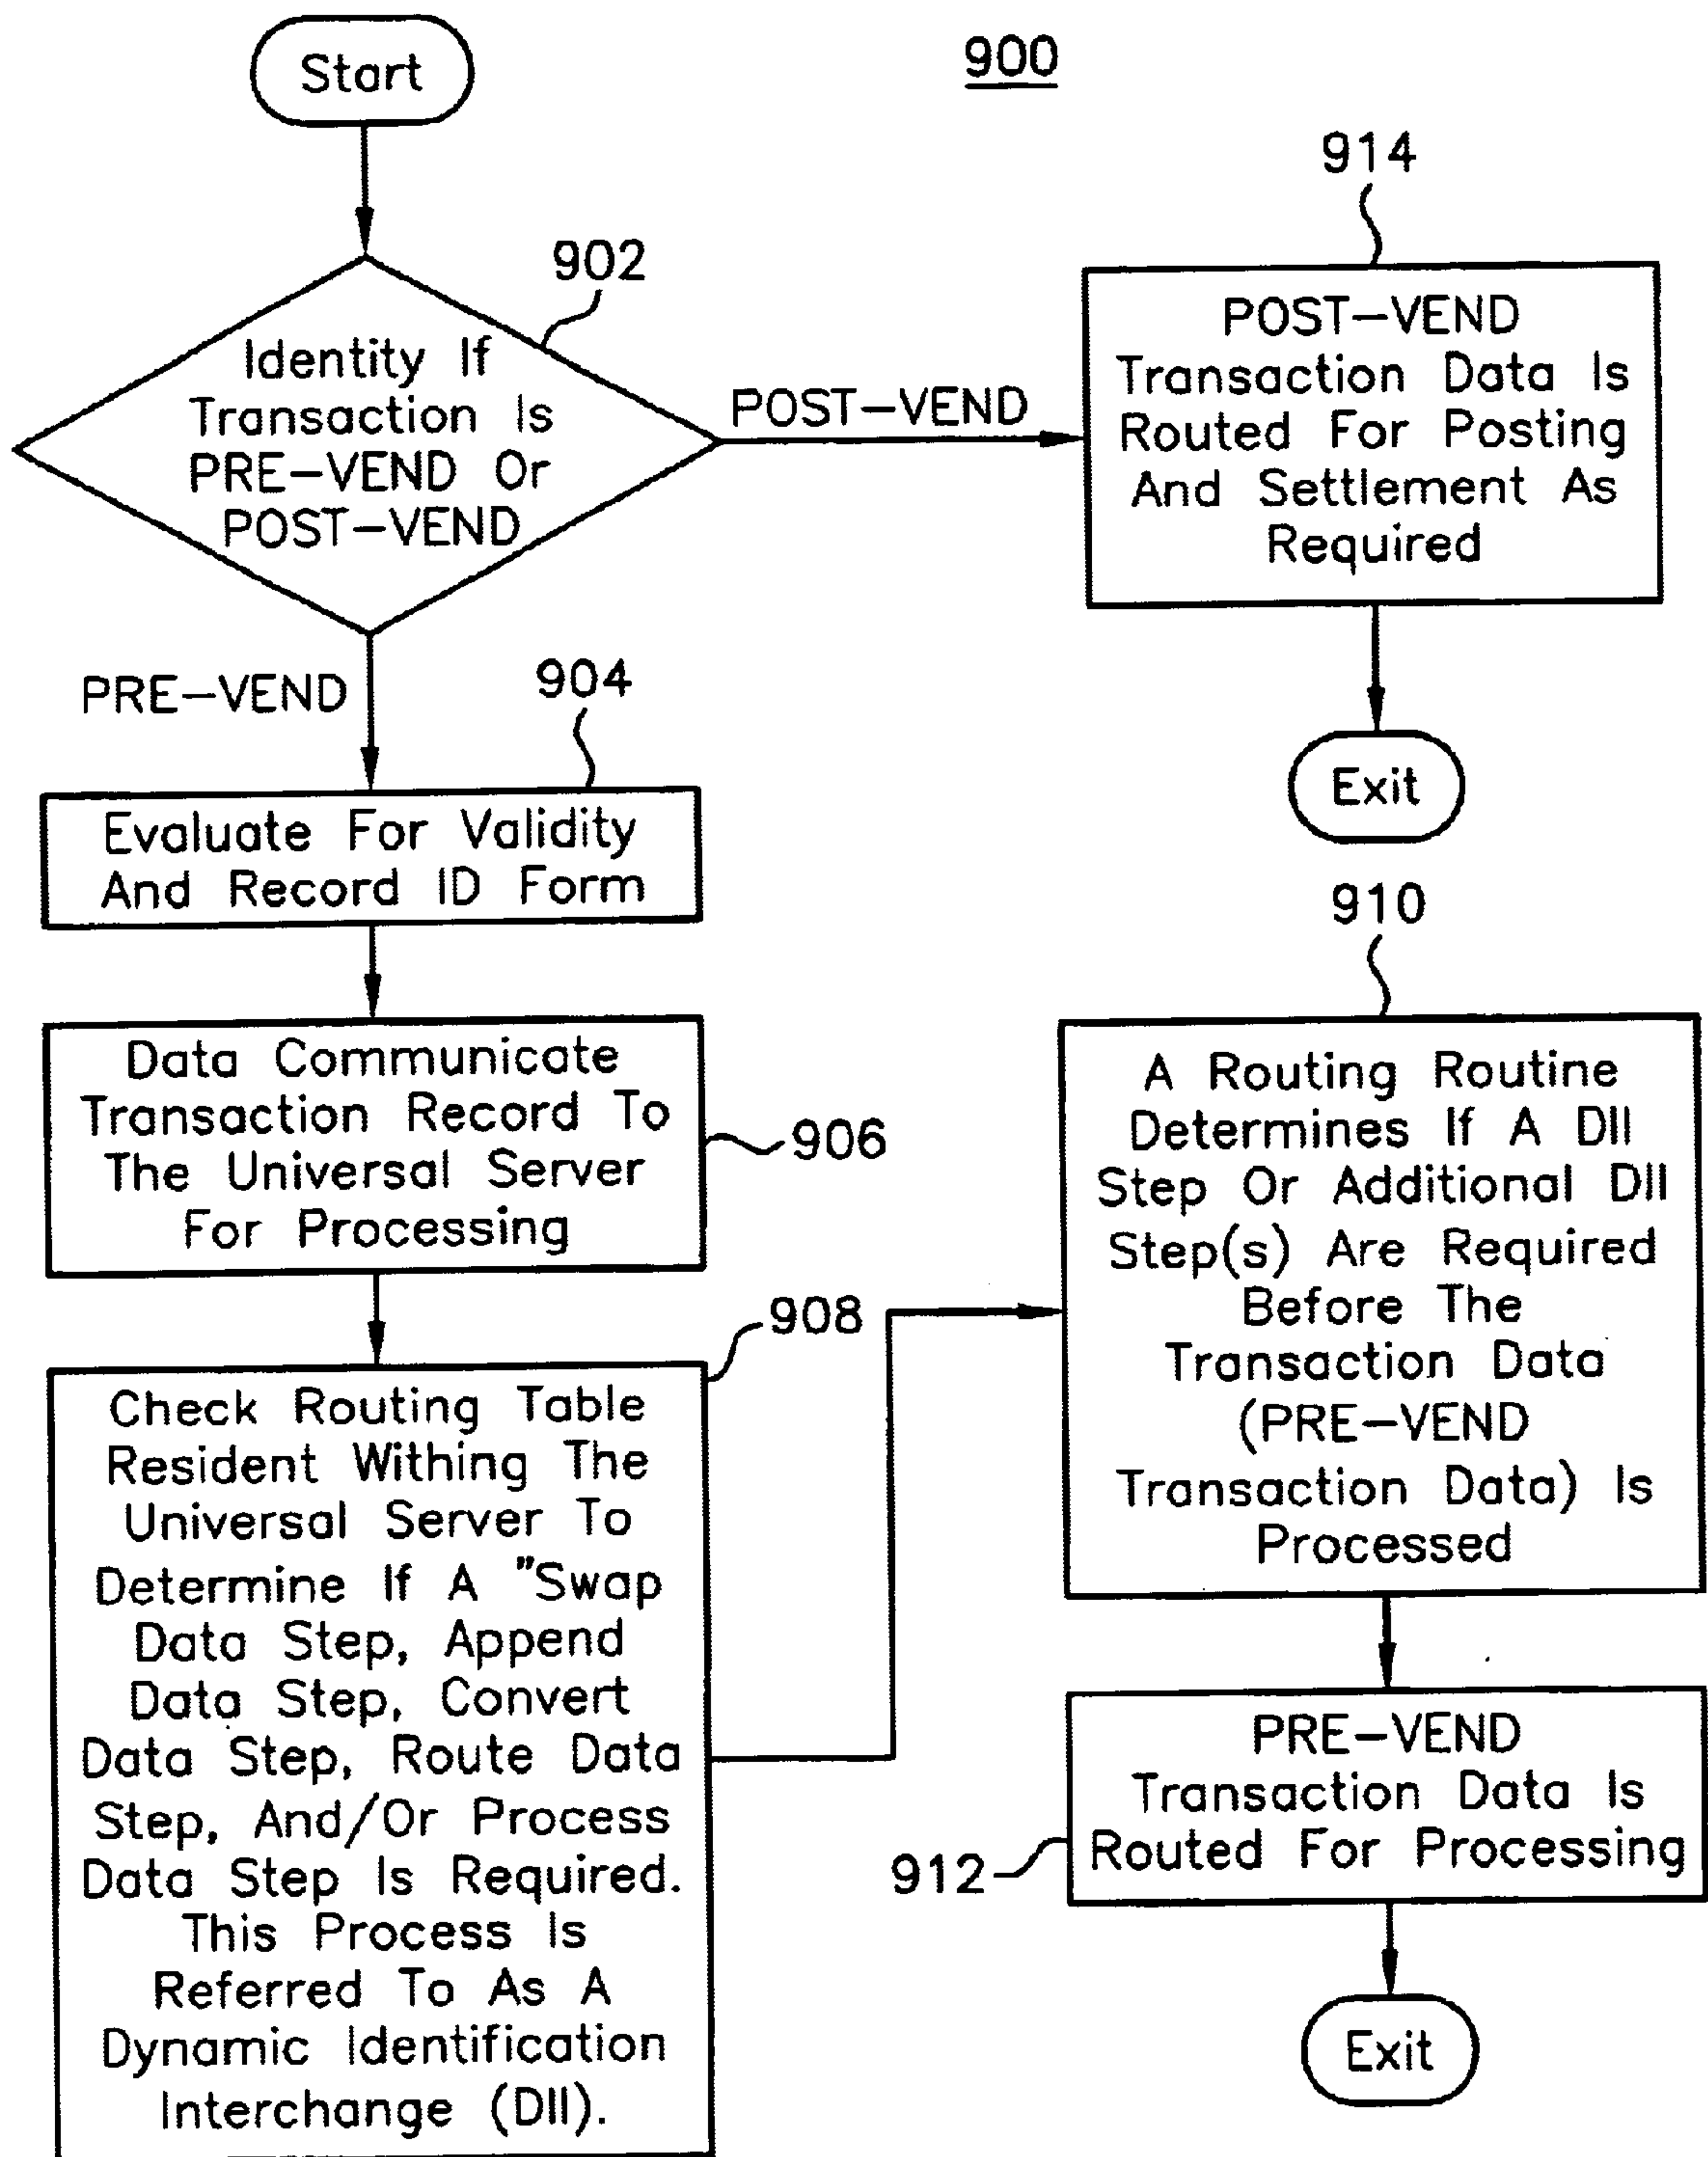 Start
900
902
Identity If
Transaction Is
PRE-VEND Or
POST-VEND
POST-VEND
914
POST-VEND
Transaction Data Is
Routed For Posting
And Settlement As
Required
Exit
PRE-VEND
904
Evaluate For Validity
And Record ID Form
Data Communicate
Transaction Record To
The Universal Server
For Processing
906
908
Check Routing Table
Resident Withing The
Universal Server To
Determine If A "Swap
Data Step, Append
Data Step, Convert
Data Step, Route Data
Step, And/Or Process
Data Step Is Required.
This Process Is
Referred To As A
Dynamic Identification
Interchange (DII).
910
A Routing Routine
Determines If A DII
Step Or Additional DII
Step(s) Are Required
Before The
Transaction Data
(PRE-VEND
Transaction Data) Is
Processed
PRE-VEND
Transaction Data Is
Routed For Processing
912
Exit